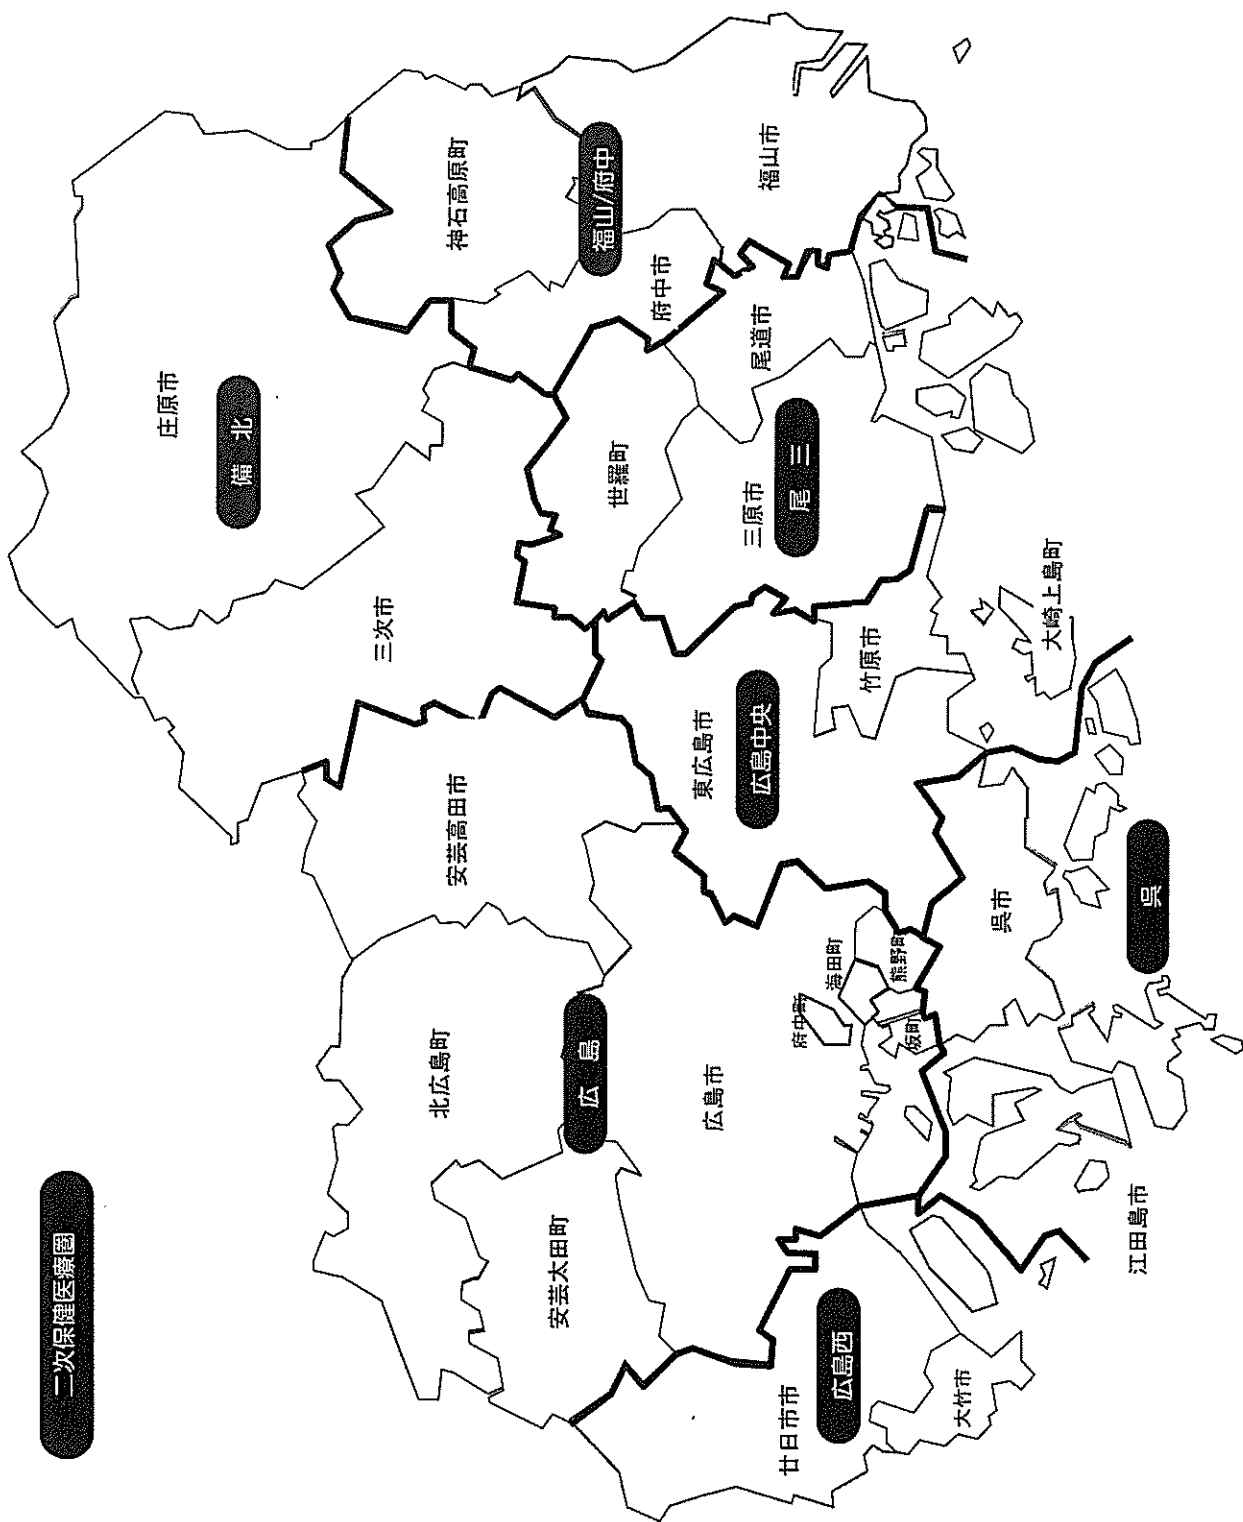 二次保健医療圏
庄原市
備北
三次市
神石高原町
福山/府中
府中市
福山市
世羅町
尾道市
三原市
尾三
安芸高田市
北広島町
広島
安芸太田町
広島市
府中町
海田町
熊野町
坂町
東広島市
広島中央
竹原市
大崎上島町
呉市
呉
江田島市
廿日市市
広島西
大竹市